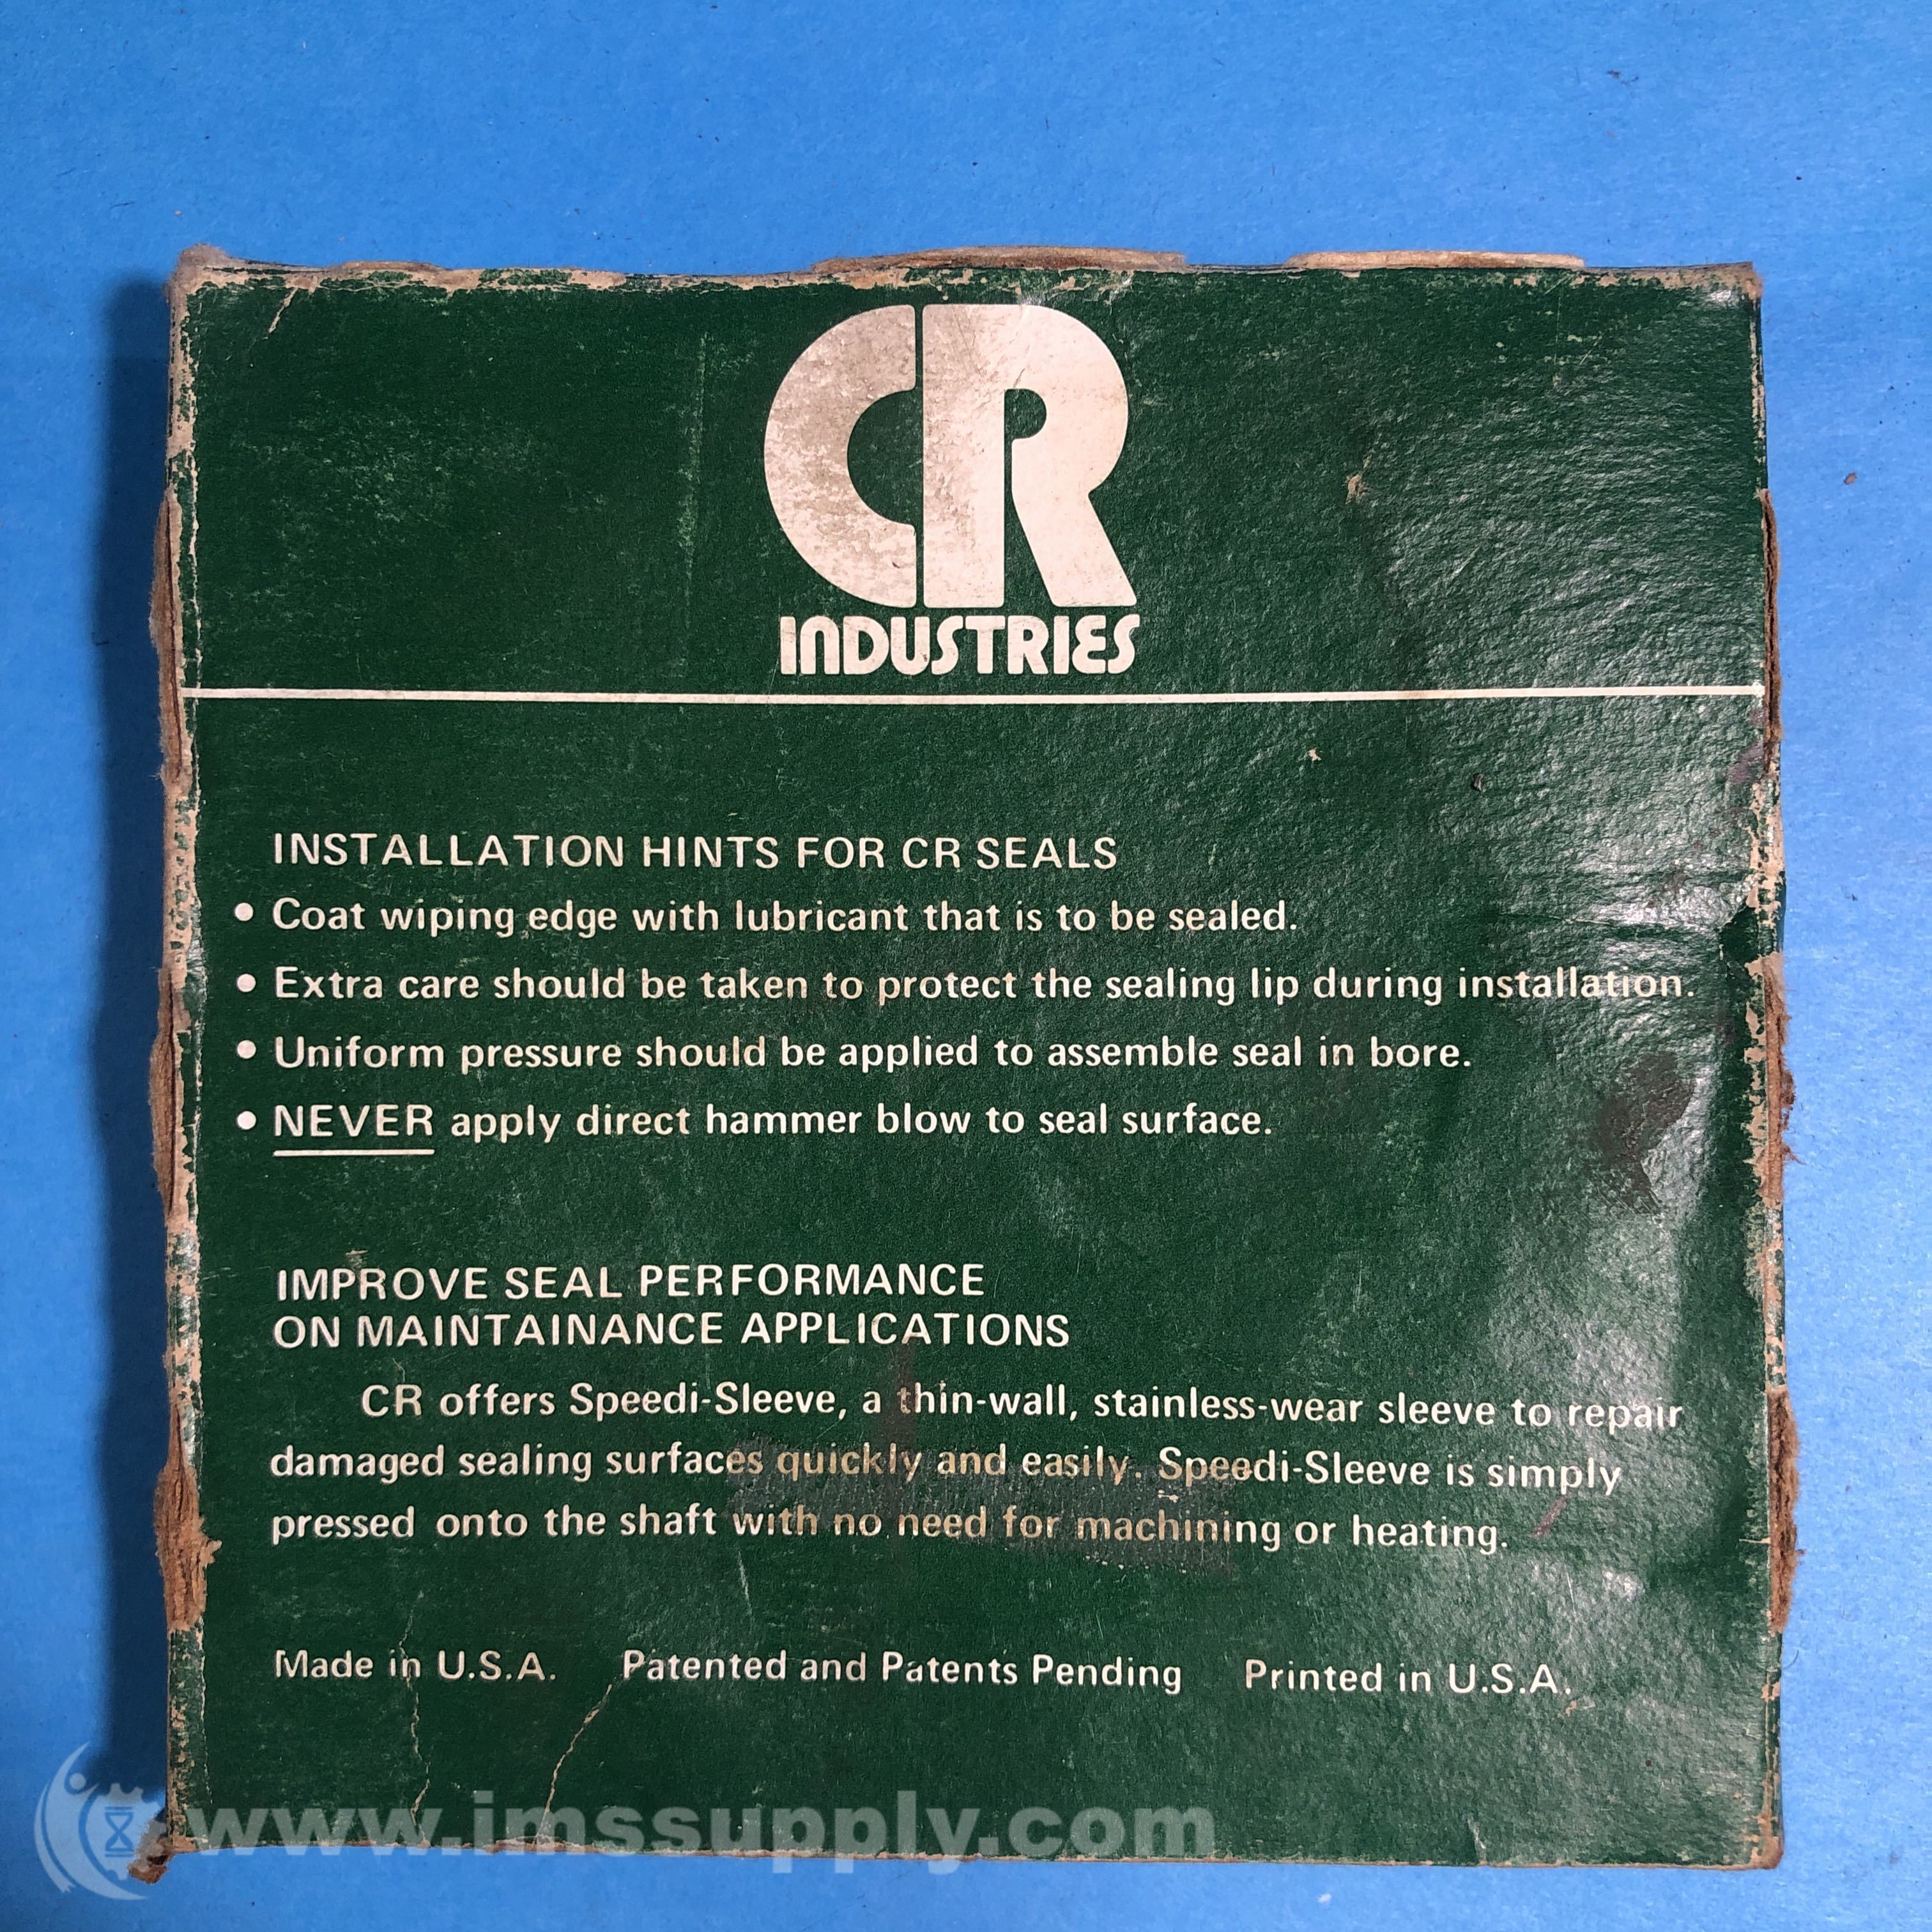 CR
INDUSTRIES
INSTALLATION HINTS FOR CR SEALS
• Coat wiping edge with lubricant that is to be sealed.
• Extra care should be taken to protect the sealing lip during installation.
• Uniform pressure should be applied to assemble seal in bore.
• NEVER apply direct hammer blow to seal surface.
IMPROVE SEAL PERFORMANCE
ON MAINTAINANCE APPLICATIONS
CR offers Speedi-Sleeve, a thin-wall, stainless-wear sleeve to repair
damaged sealing surfaces quickly and easily. Speedi-Sleeve is simply
pressed onto the shaft with no need for machining or heating.
Made in U.S.A. Patented and Patents Pending Printed in U.S.A.
www.imssupply.com